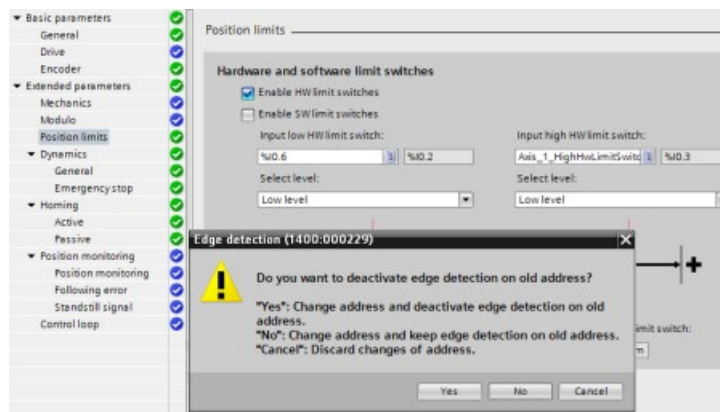 Basic parameters
General
Drive
Encoder
Extended parameters
Mechanics
Modulo
Position limits
Dynamics
General
Emergency stop
Homing
Active
Passive
Position monitoring
Position monitoring
Following error
Standstill signal
Control loop
Position limits
Hardware and software limit switches
Enable HW limit switches
Enable SW limit switches
Input low HW limit switch:
Input high HW limit switch:
%I0.6
%I0.2
Axis_1_HighHwLimitSwitc
%I0.3
Select level:
Select level:
Low level
Low level
Edge detection (1400:000229)
Do you want to deactivate edge detection on old address?
"Yes": Change address and deactivate edge detection on old
address.
"No": Change address and keep edge detection on old address.
"Cancel": Discard changes of address.
Yes
No
Cancel
+
switch: